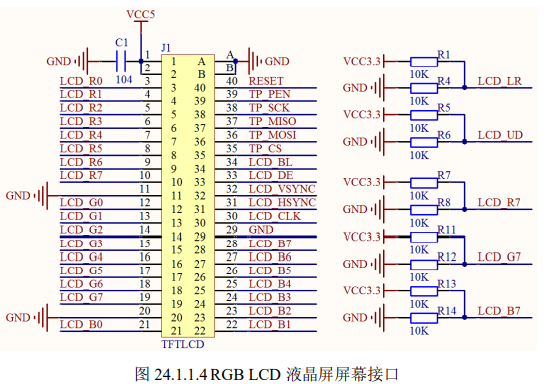 VCC5
C1 J1
GND 1 1 A A GND
104 2 2 B B
LCD_R0 3 3 40 40 RESET
LCD_R1 4 4 39 39 TP_PEN
LCD_R2 5 5 38 38 TP_SCK
LCD_R3 6 6 37 37 TP_MISO
LCD_R4 7 7 36 36 TP_MOSI
LCD_R5 8 8 35 35 TP_CS
LCD_R6 9 9 34 34 LCD_BL
LCD_R7 10 10 33 33 LCD_DE
GND 11 11 32 32 LCD_VSYNC
LCD_G0 12 12 31 31 LCD_HSYNC
LCD_G1 13 13 30 30 LCD_CLK
LCD_G2 14 14 29 29 GND
LCD_G3 15 15 28 28 LCD_B7
LCD_G4 16 16 27 27 LCD_B6
LCD_G5 17 17 26 26 LCD_B5
LCD_G6 18 18 25 25 LCD_B4
LCD_G7 19 19 24 24 LCD_B3
GND 20 20 23 23 LCD_B2
LCD_B0 21 21 22 22 LCD_B1
TFTLCD
VCC3.3 R1
10K
GND R4 LCD_LR
10K
VCC3.3 R5
10K
GND R6 LCD_UD
10K
VCC3.3 R7
10K
GND R8 LCD_R7
10K
VCC3.3 R11
10K
GND R12 LCD_G7
10K
VCC3.3 R13
10K
GND R14 LCD_B7
10K
图 24.1.1.4 RGB LCD 液晶屏屏幕接口